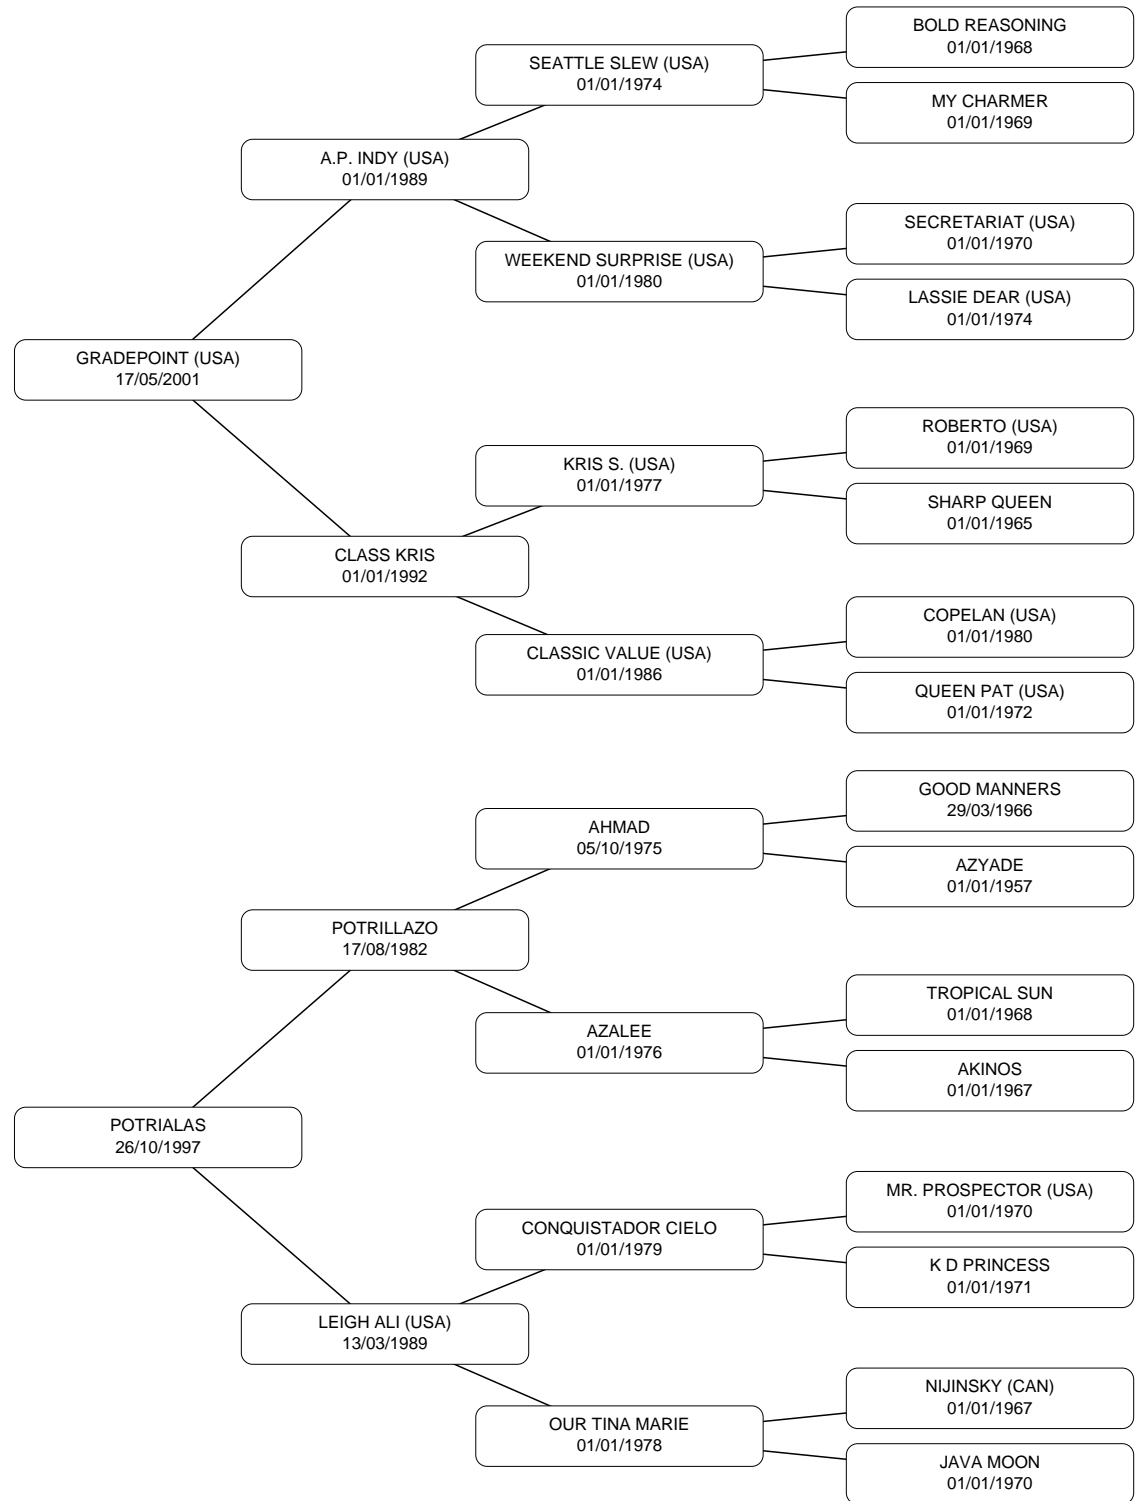 BOLD REASONING
01/01/1968
SEATTLE SLEW (USA)
01/01/1974
MY CHARMER
01/01/1969
A.P. INDY (USA)
01/01/1989
SECRETARIAT (USA)
01/01/1970
WEEKEND SURPRISE (USA)
01/01/1980
LASSIE DEAR (USA)
01/01/1974
GRADEPOINT (USA)
17/05/2001
ROBERTO (USA)
01/01/1969
KRIS S. (USA)
01/01/1977
SHARP QUEEN
01/01/1965
CLASS KRIS
01/01/1992
COPELAN (USA)
01/01/1980
CLASSIC VALUE (USA)
01/01/1986
QUEEN PAT (USA)
01/01/1972
GOOD MANNERS
29/03/1966
AHMAD
05/10/1975
AZYADE
01/01/1957
POTRILLAZO
17/08/1982
TROPICAL SUN
01/01/1968
AZALEE
01/01/1976
AKINOS
01/01/1967
POTRIALAS
26/10/1997
MR. PROSPECTOR (USA)
01/01/1970
CONQUISTADOR CIELO
01/01/1979
K D PRINCESS
01/01/1971
LEIGH ALI (USA)
13/03/1989
NIJINSKY (CAN)
01/01/1967
OUR TINA MARIE
01/01/1978
JAVA MOON
01/01/1970